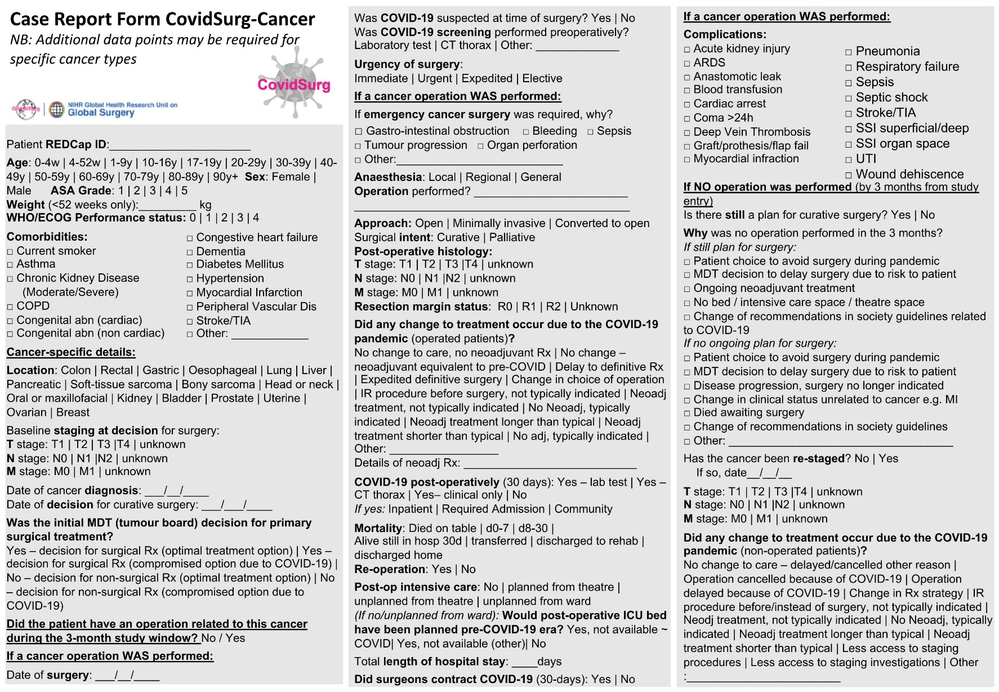 Case Report Form CovidSurg-Cancer
NB: Additional data points may be required for
specific cancer types
CovidSurg
GlobalSurg
NIHR Global Health Research Unit on
Global Surgery
Patient REDCap ID:______________________
Age: 0-4w | 4-52w | 1-9y | 10-16y | 17-19y | 20-29y | 30-39y | 40-
49y | 50-59y | 60-69y | 70-79y | 80-89y | 90y+ Sex: Female |
Male ASA Grade: 1 | 2 | 3 | 4 | 5
Weight (<52 weeks only):_________ kg
WHO/ECOG Performance status: 0 | 1 | 2 | 3 | 4
Comorbidities:
□ Current smoker
□ Asthma
□ Chronic Kidney Disease
(Moderate/Severe)
□ COPD
□ Congenital abn (cardiac)
□ Congenital abn (non cardiac)
□ Congestive heart failure
□ Dementia
□ Diabetes Mellitus
□ Hypertension
□ Myocardial Infarction
□ Peripheral Vascular Dis
□ Stroke/TIA
□ Other: ____________
Cancer-specific details:
Location: Colon | Rectal | Gastric | Oesophageal | Lung | Liver |
Pancreatic | Soft-tissue sarcoma | Bony sarcoma | Head or neck |
Oral or maxillofacial | Kidney | Bladder | Prostate | Uterine |
Ovarian | Breast
Baseline staging at decision for surgery:
T stage: T1 | T2 | T3 |T4 | unknown
N stage: N0 | N1 |N2 | unknown
M stage: M0 | M1 | unknown
Date of cancer diagnosis: ___/__/____
Date of decision for curative surgery: ___/___/____
Was the initial MDT (tumour board) decision for primary
surgical treatment?
Yes – decision for surgical Rx (optimal treatment option) | Yes –
decision for surgical Rx (compromised option due to COVID-19) |
No – decision for non-surgical Rx (optimal treatment option) | No
– decision for non-surgical Rx (compromised option due to
COVID-19)
Did the patient have an operation related to this cancer
during the 3-month study window? No / Yes
If a cancer operation WAS performed:
Date of surgery: ___/__/____
Was COVID-19 suspected at time of surgery? Yes | No
Was COVID-19 screening performed preoperatively?
Laboratory test | CT thorax | Other: _____________
Urgency of surgery:
Immediate | Urgent | Expedited | Elective
If a cancer operation WAS performed:
If emergency cancer surgery was required, why?
□ Gastro-intestinal obstruction □ Bleeding □ Sepsis
□ Tumour progression □ Organ perforation
□ Other:__________________________
Anaesthesia: Local | Regional | General
Operation performed? ________________________
___________________________________________
Approach: Open | Minimally invasive | Converted to open
Surgical intent: Curative | Palliative
Post-operative histology:
T stage: T1 | T2 | T3 |T4 | unknown
N stage: N0 | N1 |N2 | unknown
M stage: M0 | M1 | unknown
Resection margin status: R0 | R1 | R2 | Unknown
Did any change to treatment occur due to the COVID-19
pandemic (operated patients)?
No change to care, no neoadjuvant Rx | No change –
neoadjuvant equivalent to pre-COVID | Delay to definitive Rx
| Expedited definitive surgery | Change in choice of operation
| IR procedure before surgery, not typically indicated | Neoadj
treatment, not typically indicated | No Neoadj, typically
indicated | Neoadj treatment longer than typical | Neoadj
treatment shorter than typical | No adj, typically indicated |
Other: _________________
Details of neoadj Rx: ___________________________
COVID-19 post-operatively (30 days): Yes – lab test | Yes –
CT thorax | Yes– clinical only | No
If yes: Inpatient | Required Admission | Community
Mortality: Died on table | d0-7 | d8-30 |
Alive still in hosp 30d | transferred | discharged to rehab |
discharged home
Re-operation: Yes | No
Post-op intensive care: No | planned from theatre |
unplanned from theatre | unplanned from ward
(If no/unplanned from ward): Would post-operative ICU bed
have been planned pre-COVID-19 era? Yes, not available ~
COVID| Yes, not available (other)| No
Total length of hospital stay: ____days
Did surgeons contract COVID-19 (30-days): Yes | No
If a cancer operation WAS performed:
Complications:
□ Acute kidney injury
□ ARDS
□ Anastomotic leak
□ Blood transfusion
□ Cardiac arrest
□ Coma >24h
□ Deep Vein Thrombosis
□ Graft/prothesis/flap fail
□ Myocardial infraction
□ Pneumonia
□ Respiratory failure
□ Sepsis
□ Septic shock
□ Stroke/TIA
□ SSI superficial/deep
□ SSI organ space
□ UTI
□ Wound dehiscence
If NO operation was performed (by 3 months from study
entry)
Is there still a plan for curative surgery? Yes | No
Why was no operation performed in the 3 months?
If still plan for surgery:
□ Patient choice to avoid surgery during pandemic
□ MDT decision to delay surgery due to risk to patient
□ Ongoing neoadjuvant treatment
□ No bed / intensive care space / theatre space
□ Change of recommendations in society guidelines related
to COVID-19
If no ongoing plan for surgery:
□ Patient choice to avoid surgery during pandemic
□ MDT decision to delay surgery due to risk to patient
□ Disease progression, surgery no longer indicated
□ Change in clinical status unrelated to cancer e.g. MI
□ Died awaiting surgery
□ Change of recommendations in society guidelines
□ Other: ___________________________________
Has the cancer been re-staged? No | Yes
If so, date__/__/__
T stage: T1 | T2 | T3 |T4 | unknown
N stage: N0 | N1 |N2 | unknown
M stage: M0 | M1 | unknown
Did any change to treatment occur due to the COVID-19
pandemic (non-operated patients)?
No change to care – delayed/cancelled other reason |
Operation cancelled because of COVID-19 | Operation
delayed because of COVID-19 | Change in Rx strategy | IR
procedure before/instead of surgery, not typically indicated |
Neodj treatment, not typically indicated | No Neoadj, typically
indicated | Neoadj treatment longer than typical | Neoadj
treatment shorter than typical | Less access to staging
procedures | Less access to staging investigations | Other
:________________________